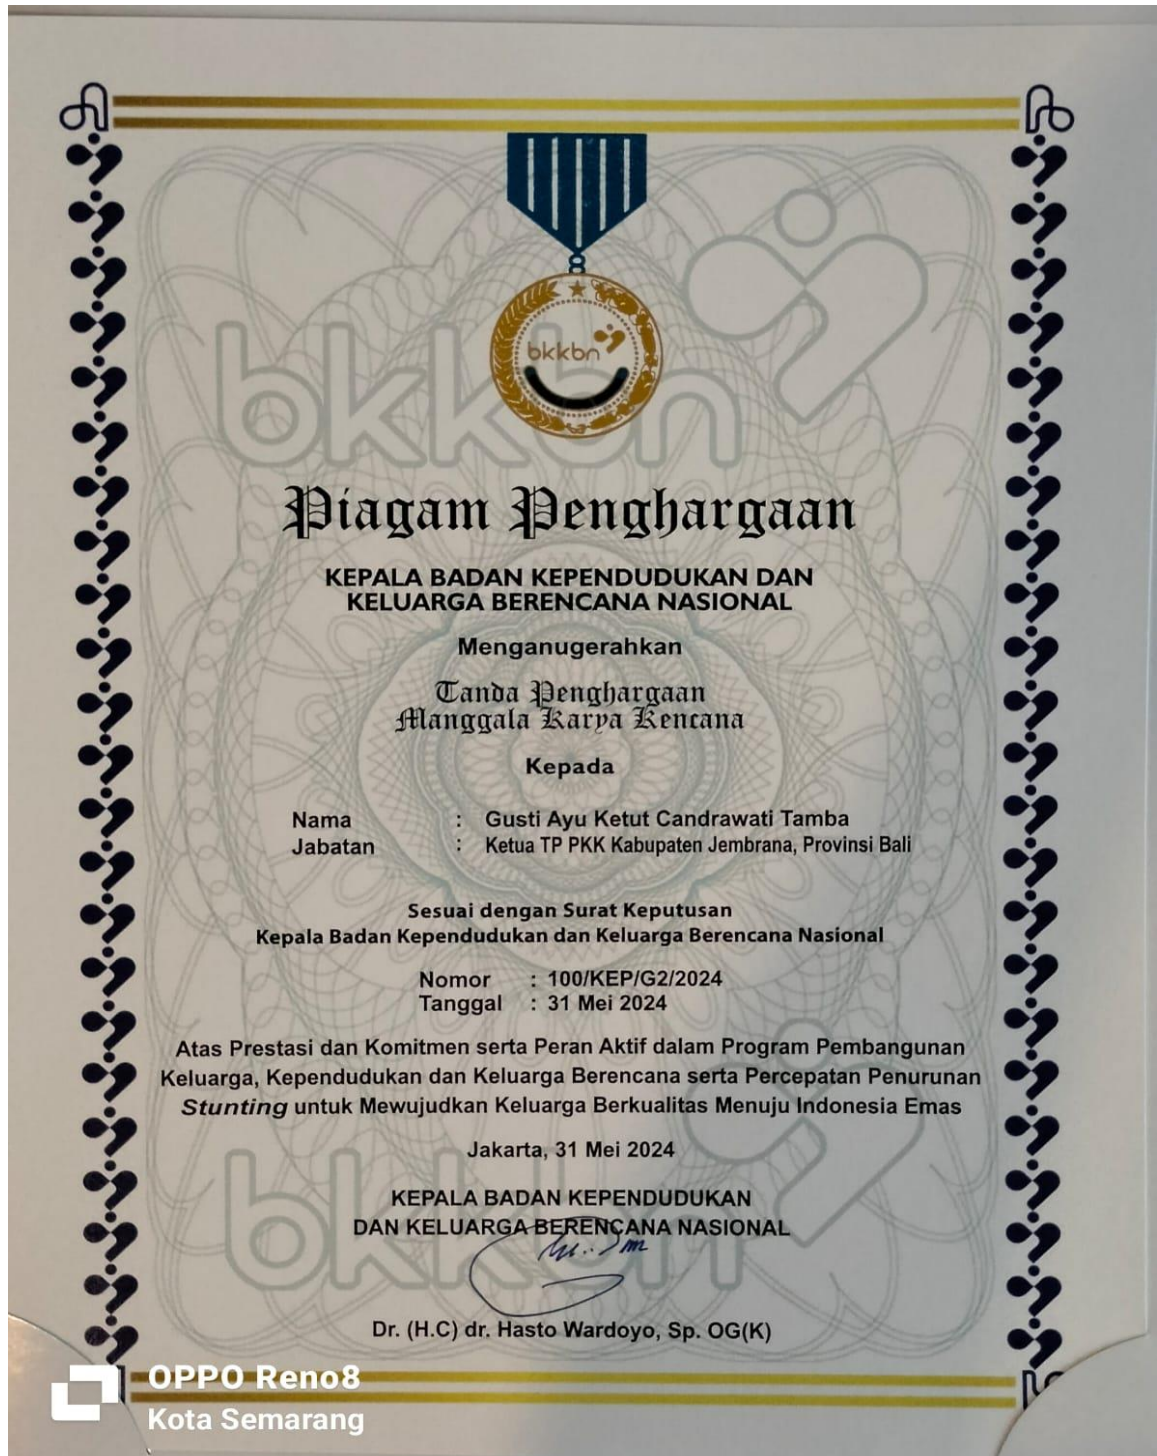 bkkbn
bkkbn
Piagam Penghargaan
KEPALA BADAN KEPENDUDUKAN DAN
KELUARGA BERENCANA NASIONAL
Menganugerahkan
Tanda Penghargaan
Manggala Karya Kencana
Kepada
Nama : Gusti Ayu Ketut Candrawati Tamba
Jabatan : Ketua TP PKK Kabupaten Jembrana, Provinsi Bali
Sesuai dengan Surat Keputusan
Kepala Badan Kependudukan dan Keluarga Berencana Nasional
Nomor : 100/KEP/G2/2024
Tanggal : 31 Mei 2024
Atas Prestasi dan Komitmen serta Peran Aktif dalam Program Pembangunan
Keluarga, Kependudukan dan Keluarga Berencana serta Percepatan Penurunan
Stunting untuk Mewujudkan Keluarga Berkualitas Menuju Indonesia Emas
Jakarta, 31 Mei 2024
KEPALA BADAN KEPENDUDUKAN
DAN KELUARGA BERENCANA NASIONAL
bkkbn
Dr. (H.C) dr. Hasto Wardoyo, Sp. OG(K)
OPPO Reno8
Kota Semarang